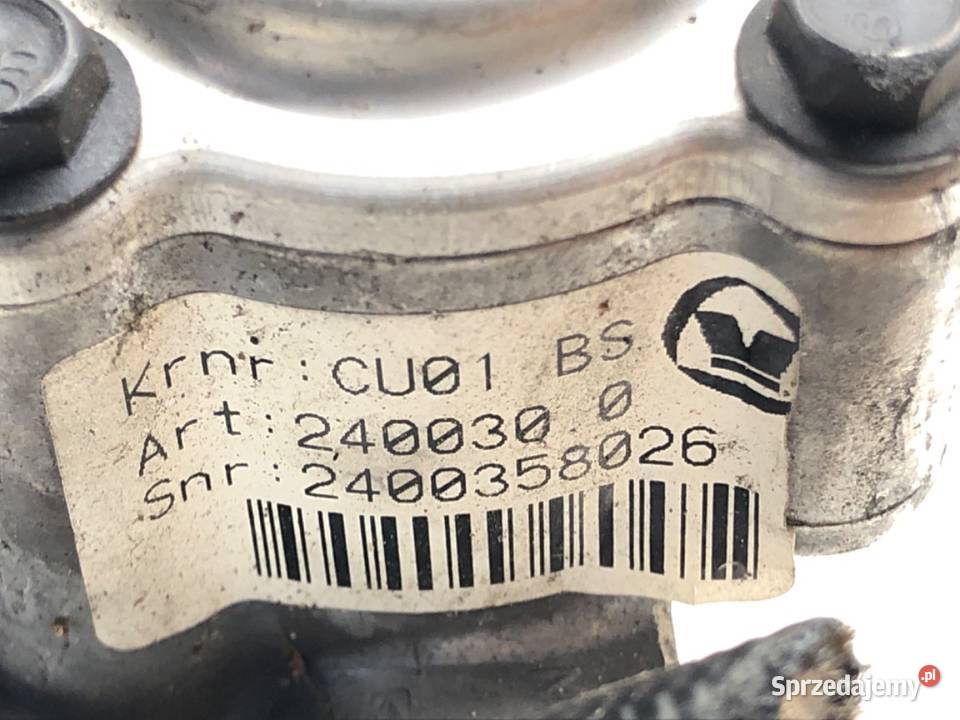 Krnr: CU01 BS
Art: 240030 0
Snr: 2400358026
Sprzedajemy.pl